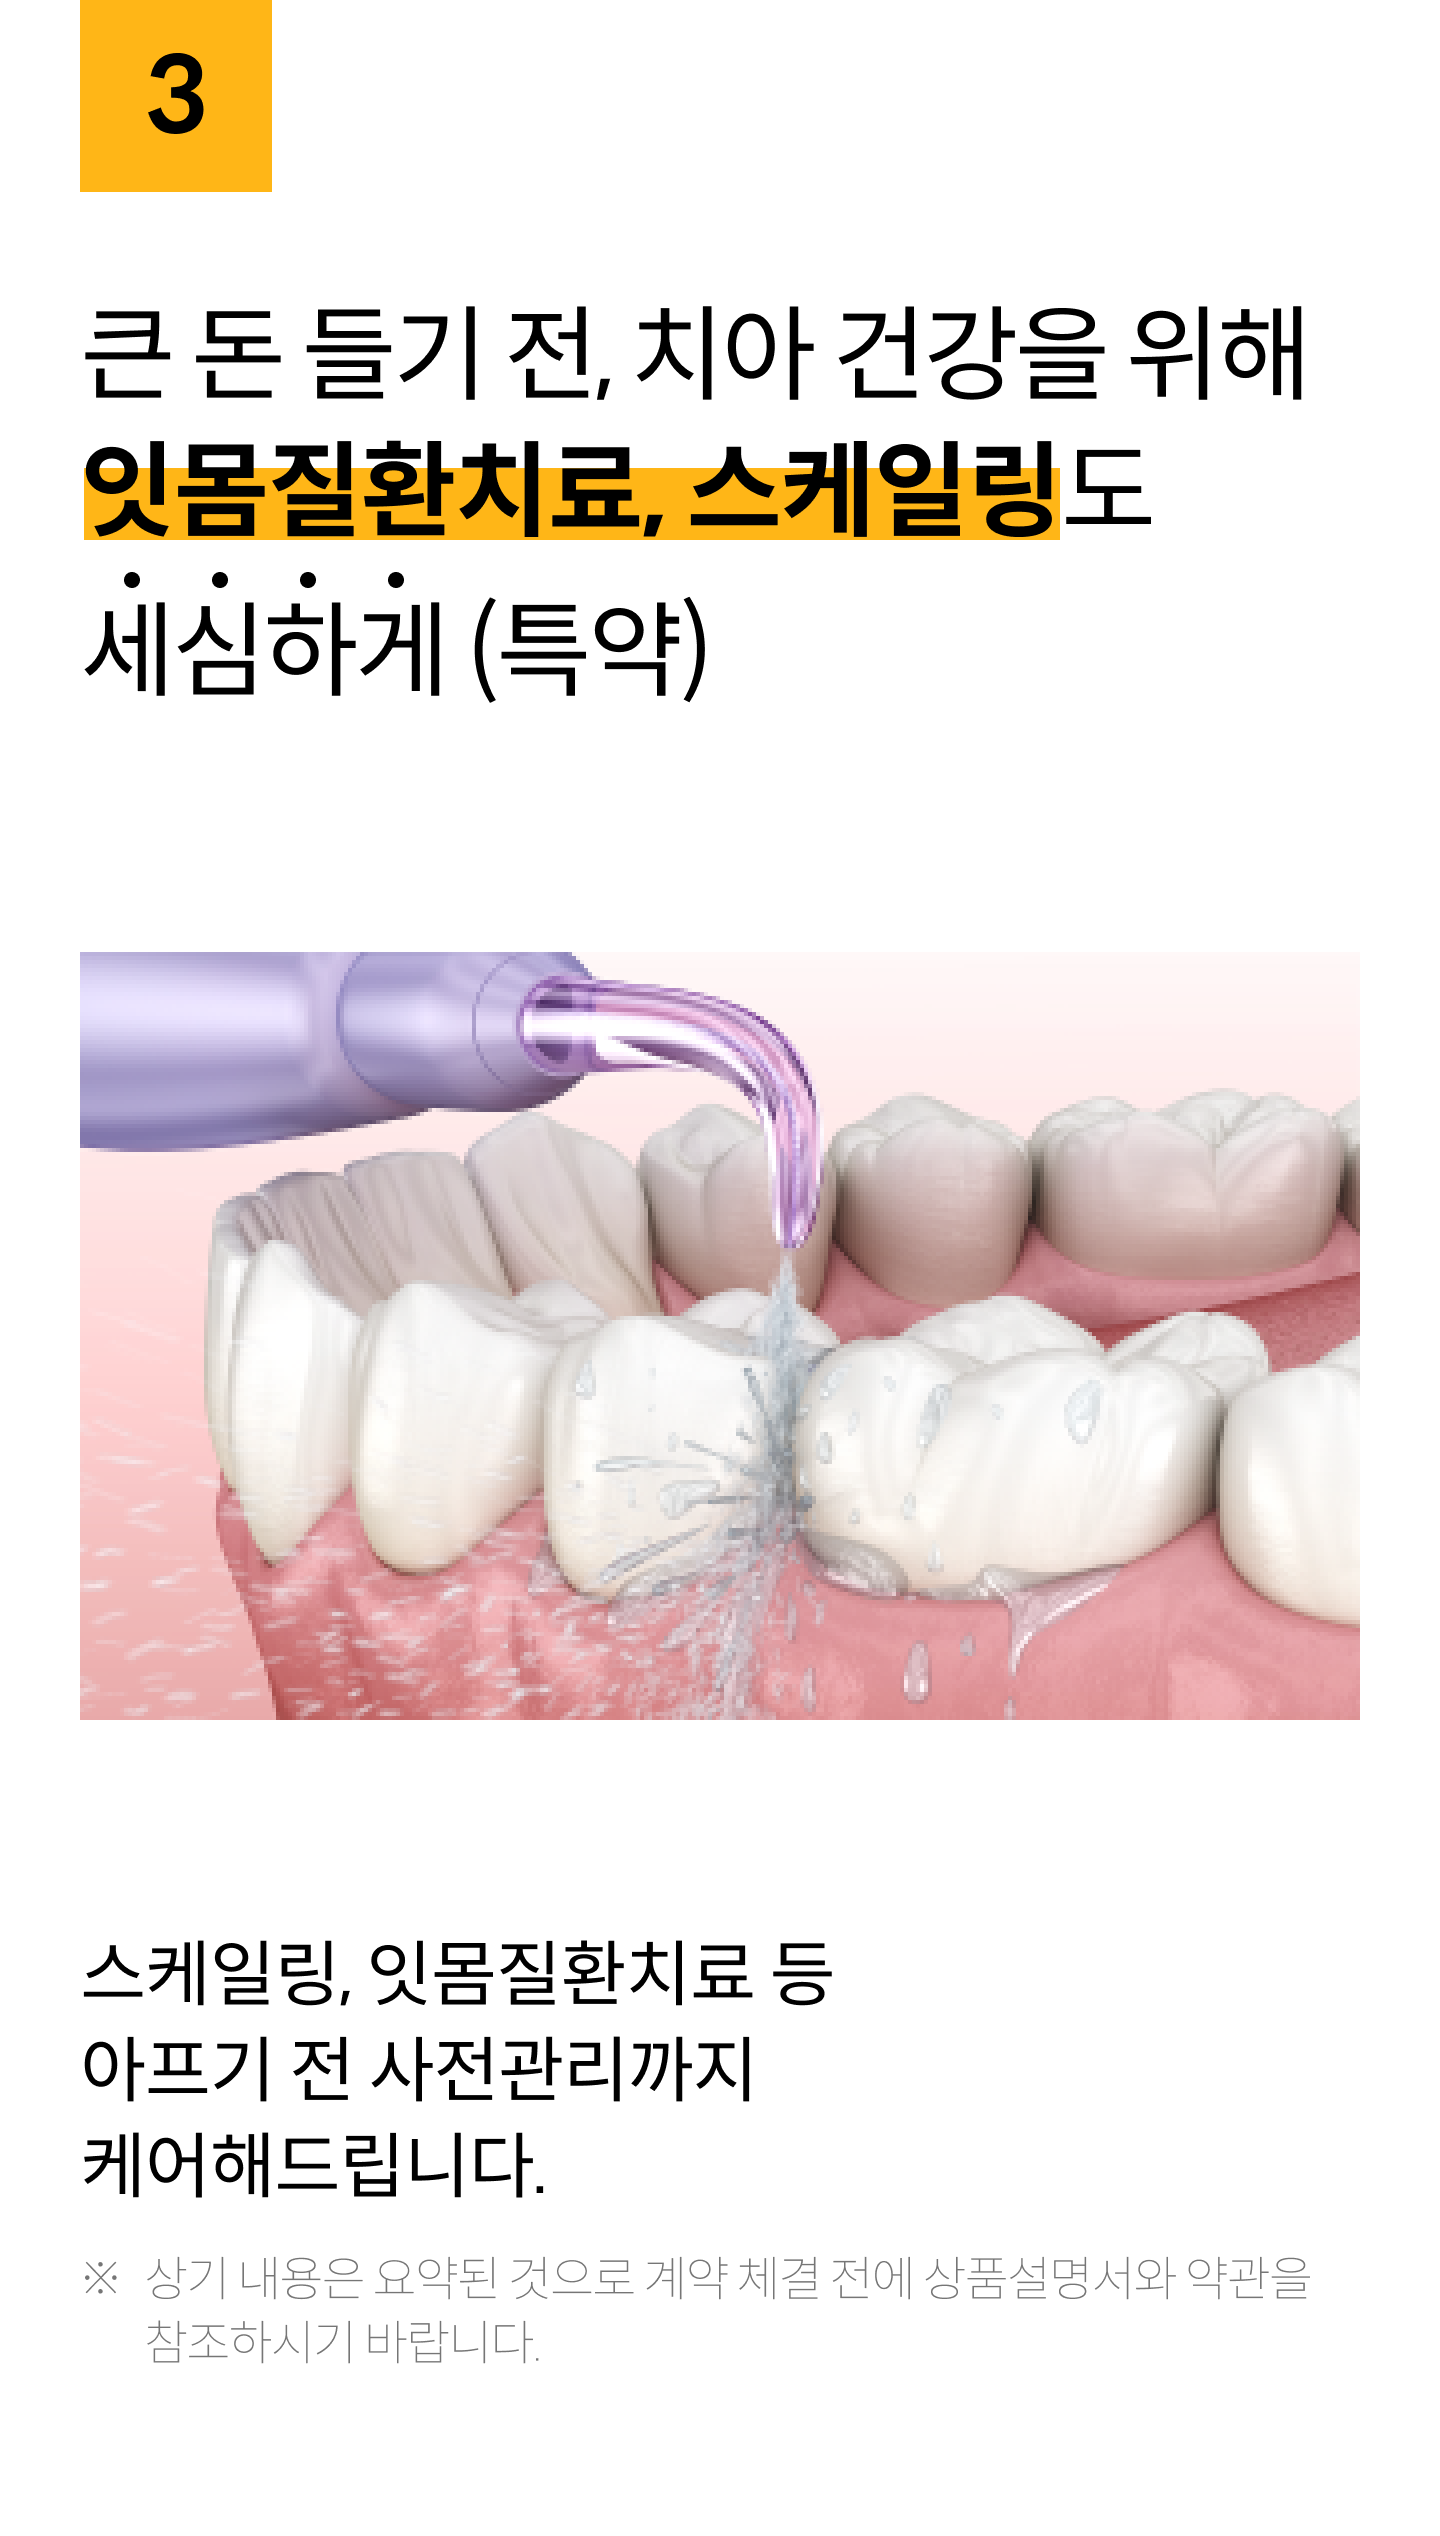 3
큰 돈 들기 전, 치아 건강을 위해
잇몸질환치료, 스케일링도
세심하게 (특약)
스케일링, 잇몸질환치료 등
아프기 전 사전관리까지
케어해드립니다.
※ 상기 내용은 요약된 것으로 계약 체결 전에 상품설명서와 약관을
참조하시기 바랍니다.